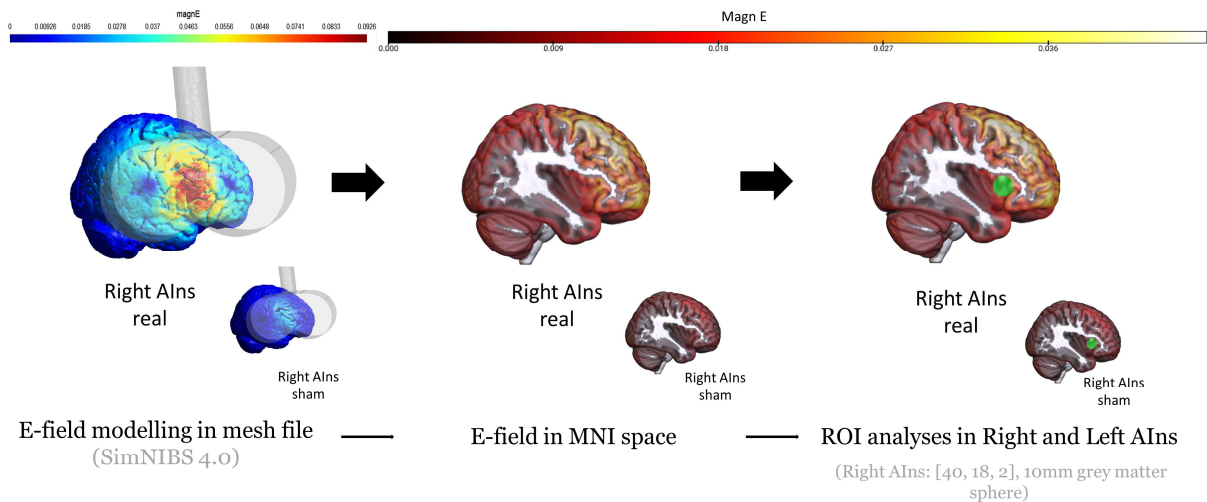 magnE
0 0.00926 0.0185 0.0278 0.037 0.0463 0.0556 0.0648 0.0741 0.0833 0.0926
Magn E
0.000 0.009 0.018 0.027 0.036
Right AIns
real
Right AIns
sham
Right AIns
real
Right AIns
sham
Right AIns
real
Right AIns
sham
E-field modelling in mesh file
(SimNIBS 4.0)
E-field in MNI space
ROI analyses in Right and Left AIns
(Right AIns: [40, 18, 2], 10mm grey matter
sphere)